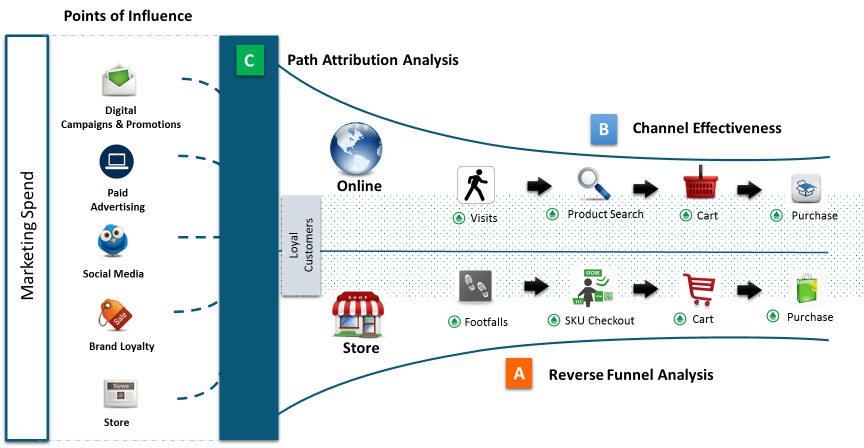 Points of Influence
Marketing Spend
Digital
Campaigns & Promotions
Paid
Advertising
Social Media
Brand Loyalty
Sale
News
Store
C
Path Attribution Analysis
B
Channel Effectiveness
Online
Loyal
Customers
Visits
Product Search
Cart
Purchase
SHOP
Store
STORE
Footfalls
SKU Checkout
Cart
Purchase
A
Reverse Funnel Analysis